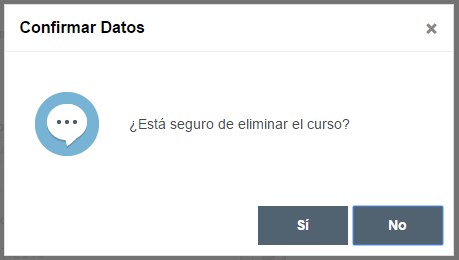 Confirmar Datos
¿Está seguro de eliminar el curso?
Sí
No